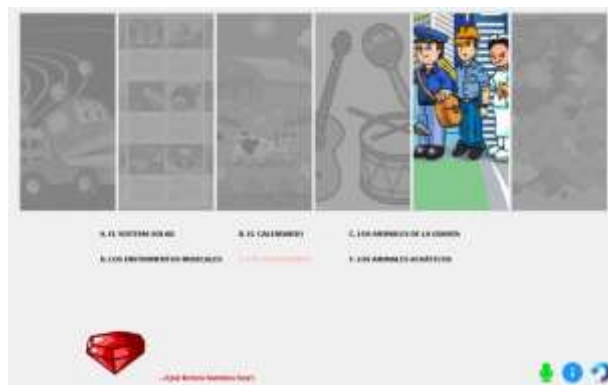 A. EL SISTEMA SOLAR B. EL CALENDARIO C. LOS ANIMALES DE LA GRANJA
D. LOS INSTRUMENTOS MUSICALES F. LOS ANIMALES ACUÁTICOS